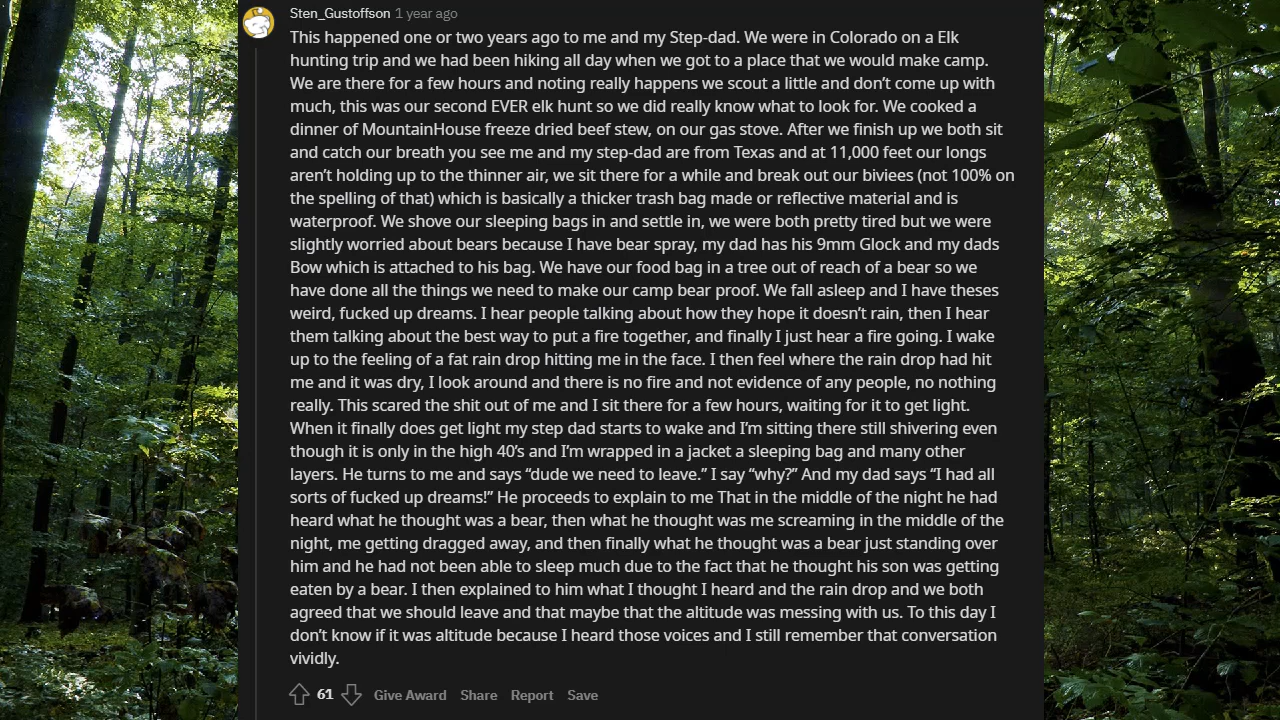 Sten_Gustoffson 1 year ago
This happened one or two years ago to me and my Step-dad. We were in Colorado on a Elk
hunting trip and we had been hiking all day when we got to a place that we would make camp.
We are there for a few hours and noting really happens we scout a little and don’t come up with
much, this was our second EVER elk hunt so we did really know what to look for. We cooked a
dinner of MountainHouse freeze dried beef stew, on our gas stove. After we finish up we both sit
and catch our breath you see me and my step-dad are from Texas and at 11,000 feet our longs
aren’t holding up to the thinner air, we sit there for a while and break out our biviees (not 100% on
the spelling of that) which is basically a thicker trash bag made or reflective material and is
waterproof. We shove our sleeping bags in and settle in, we were both pretty tired but we were
slightly worried about bears because I have bear spray, my dad has his 9mm Glock and my dads
Bow which is attached to his bag. We have our food bag in a tree out of reach of a bear so we
have done all the things we need to make our camp bear proof. We fall asleep and I have theses
weird, fucked up dreams. I hear people talking about how they hope it doesn’t rain, then I hear
them talking about the best way to put a fire together, and finally I just hear a fire going. I wake
up to the feeling of a fat rain drop hitting me in the face. I then feel where the rain drop had hit
me and it was dry, I look around and there is no fire and not evidence of any people, no nothing
really. This scared the shit out of me and I sit there for a few hours, waiting for it to get light.
When it finally does get light my step dad starts to wake and I’m sitting there still shivering even
though it is only in the high 40’s and I’m wrapped in a jacket a sleeping bag and many other
layers. He turns to me and says “dude we need to leave.” I say “why?” And my dad says “I had all
sorts of fucked up dreams!” He proceeds to explain to me That in the middle of the night he had
heard what he thought was a bear, then what he thought was me screaming in the middle of the
night, me getting dragged away, and then finally what he thought was a bear just standing over
him and he had not been able to sleep much due to the fact that he thought his son was getting
eaten by a bear. I then explained to him what I thought I heard and the rain drop and we both
agreed that we should leave and that maybe that the altitude was messing with us. To this day I
don’t know if it was altitude because I heard those voices and I still remember that conversation
vividly.
61 Give Award Share Report Save